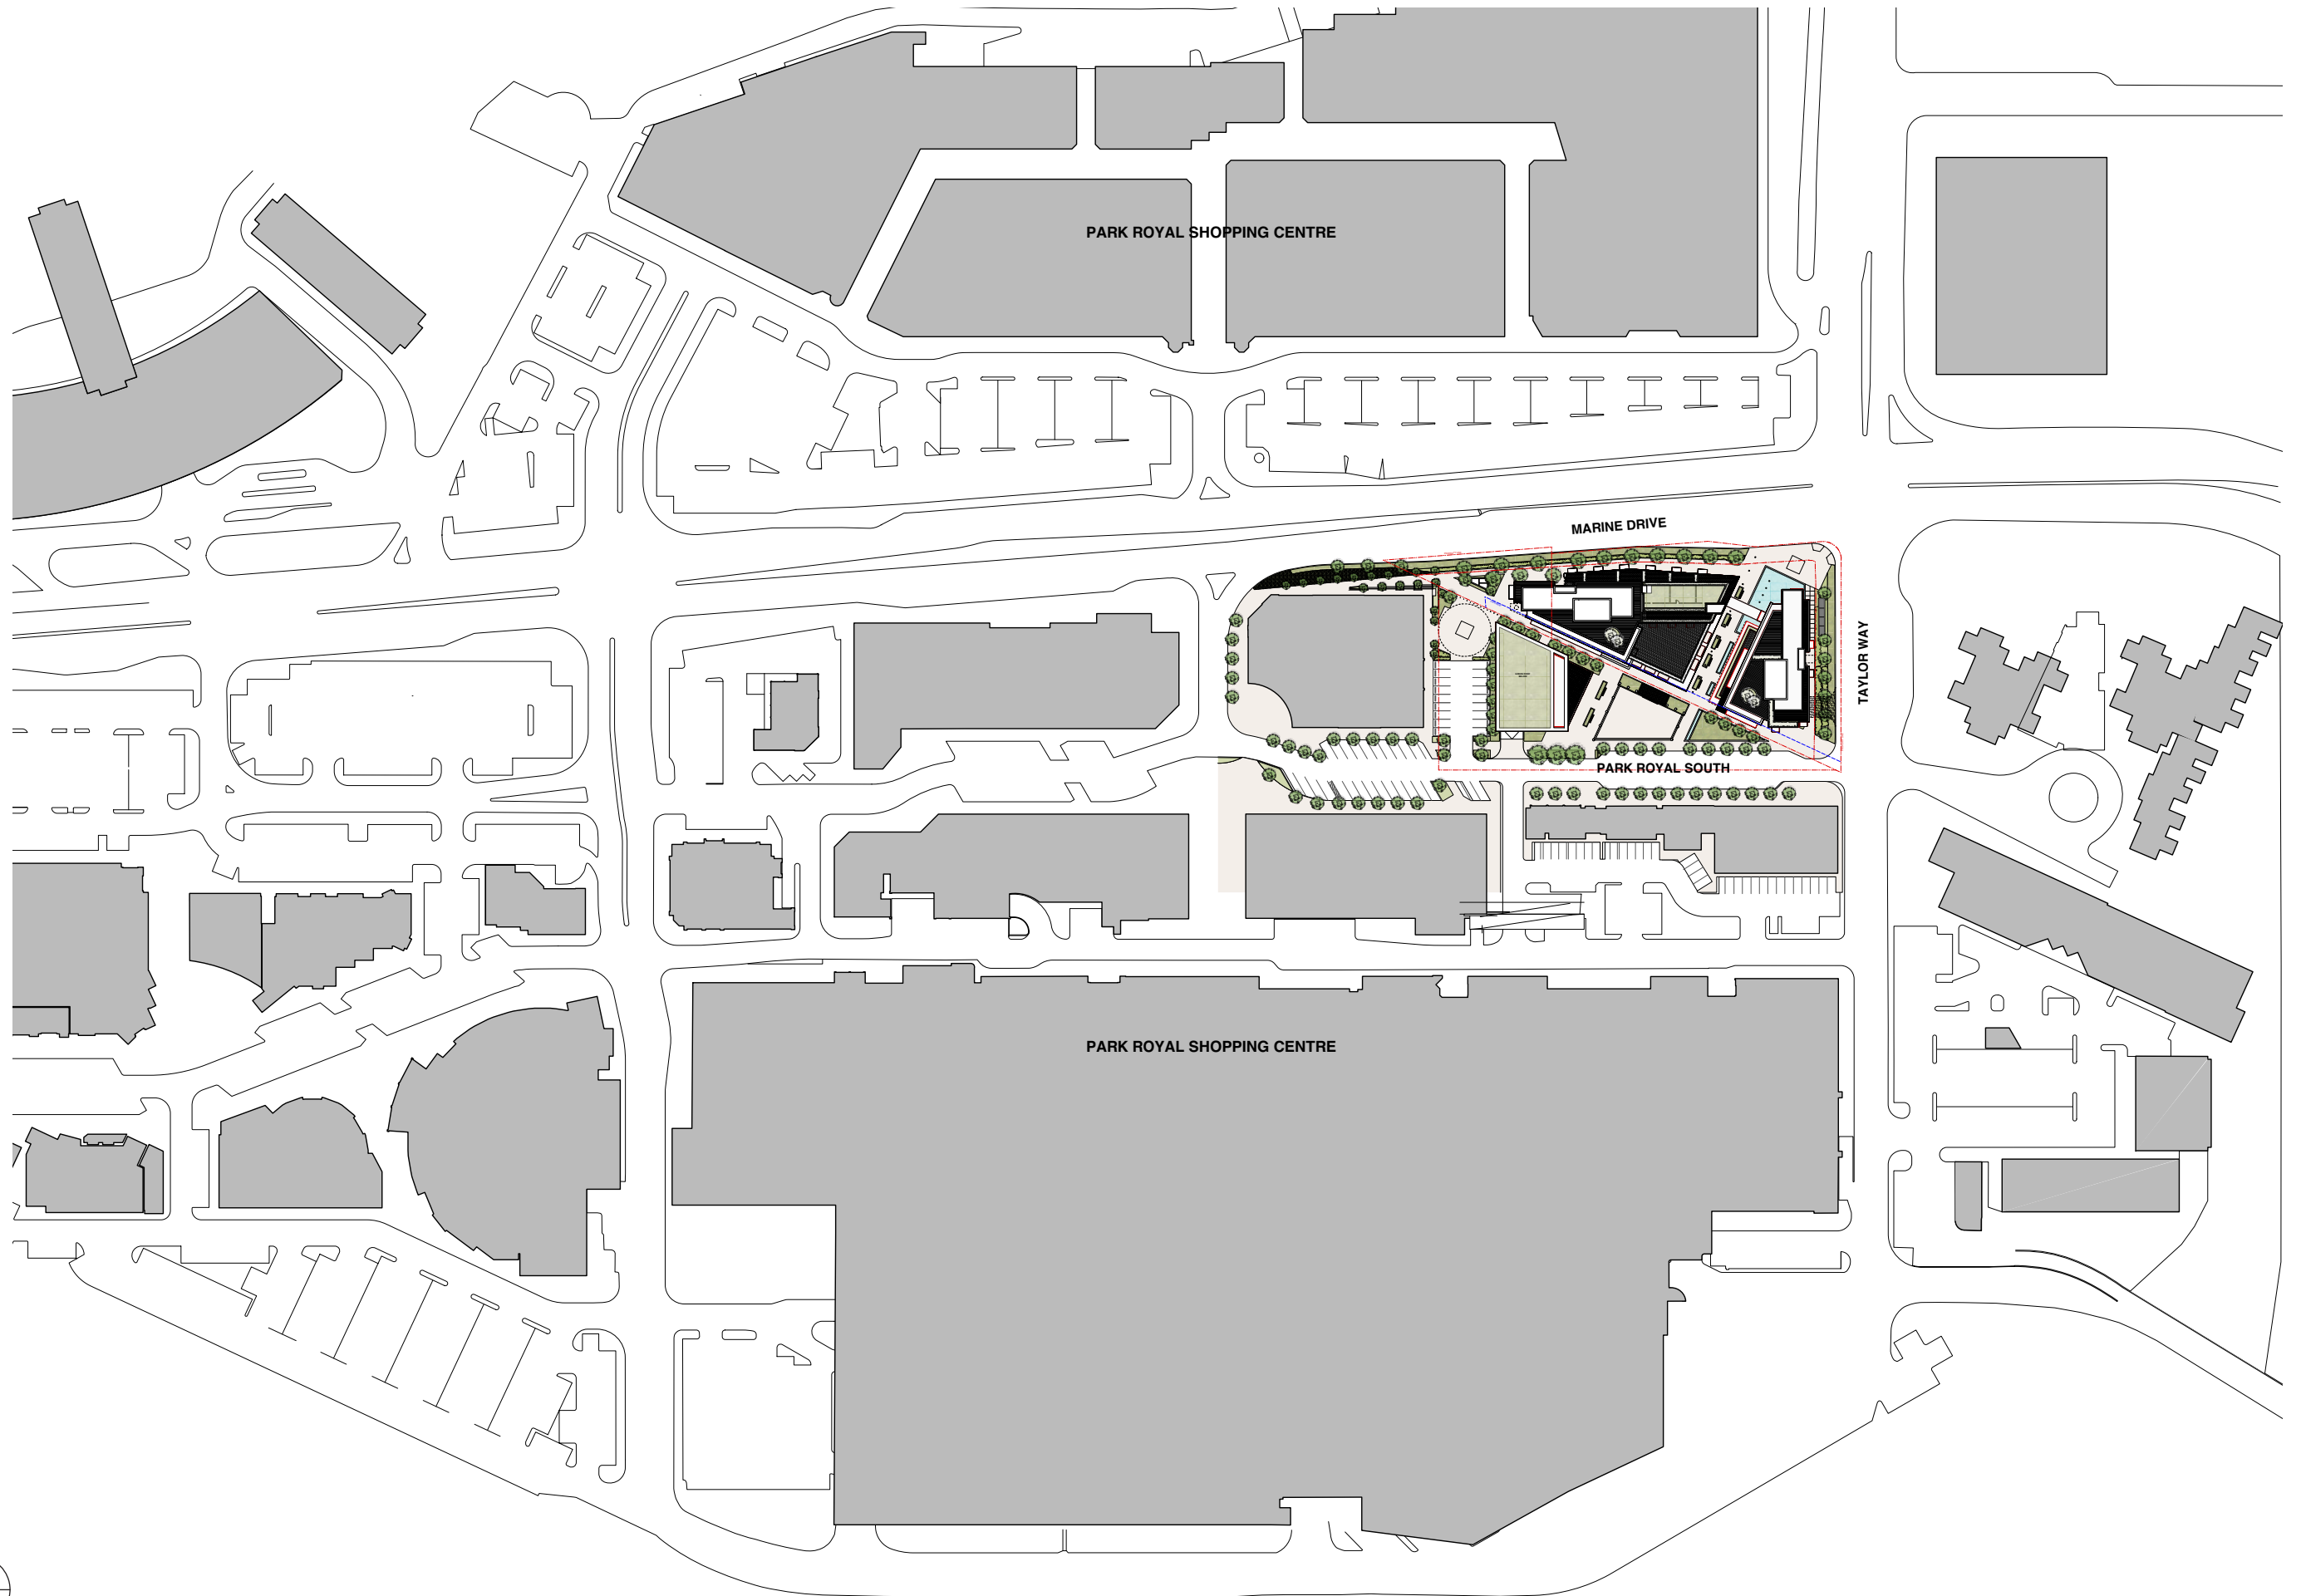 PARK ROYAL SHOPPING CENTRE
MARINE DRIVE
TAYLOR WAY
PARK ROYAL SOUTH
PARK ROYAL SHOPPING CENTRE